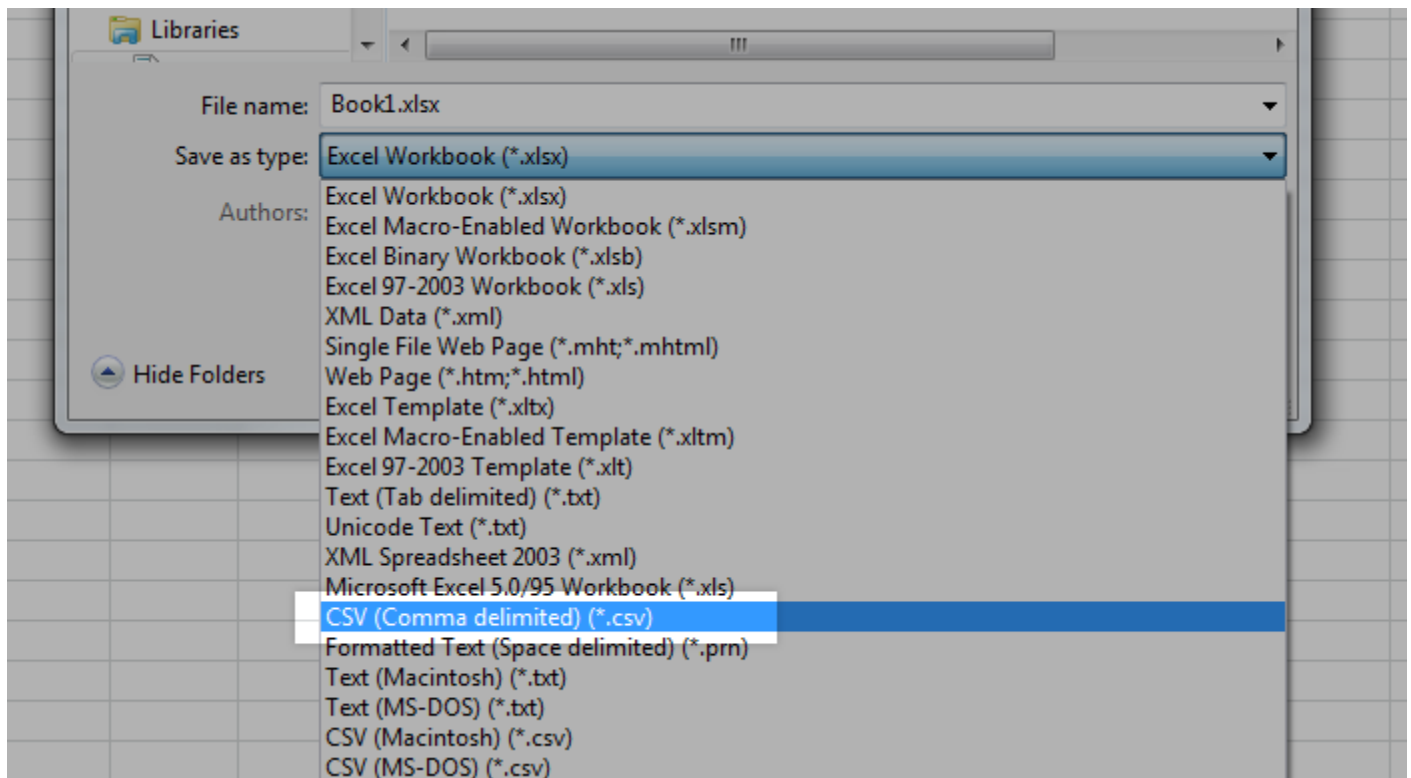 Libraries
File name: Book1.xlsx
Save as type: Excel Workbook (*.xlsx)
Authors:
Excel Workbook (*.xlsx)
Excel Macro-Enabled Workbook (*.xlsm)
Excel Binary Workbook (*.xlsb)
Excel 97-2003 Workbook (*.xls)
XML Data (*.xml)
Single File Web Page (*.mht;*.mhtml)
Hide Folders
Web Page (*.htm;*.html)
Excel Template (*.xltx)
Excel Macro-Enabled Template (*.xltm)
Excel 97-2003 Template (*.xlt)
Text (Tab delimited) (*.txt)
Unicode Text (*.txt)
XML Spreadsheet 2003 (*.xml)
Microsoft Excel 5.0/95 Workbook (*.xls)
CSV (Comma delimited) (*.csv)
Formatted Text (Space delimited) (*.prn)
Text (Macintosh) (*.txt)
Text (MS-DOS) (*.txt)
CSV (Macintosh) (*.csv)
CSV (MS-DOS) (*.csv)